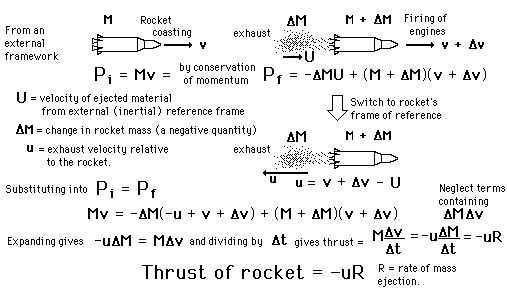 From an
external
framework
M
Rocket
coasting
v
exhaust
ΔM
M + ΔM
Firing of
engines
U
v + Δv
Pi = Mv = by conservation
of momentum
Pf = -ΔMU + (M + ΔM)(v + Δv)
U = velocity of ejected material
from external (inertial) reference frame
ΔM = change in rocket mass (a negative quantity)
u = exhaust velocity relative
to the rocket.
Switch to rocket's
frame of reference
exhaust
ΔM
M + ΔM
u
u = v + Δv - U
Substituting into Pi = Pf
Neglect terms
containing
ΔMΔv
Mv = -ΔM(-u + v + Δv) + (M + ΔM)(v + Δv)
Expanding gives -uΔM = MΔv and dividing by Δt gives thrust = MΔv/Δt = -uΔM/Δt = -uR
Thrust of rocket = -uR
R = rate of mass
ejection.